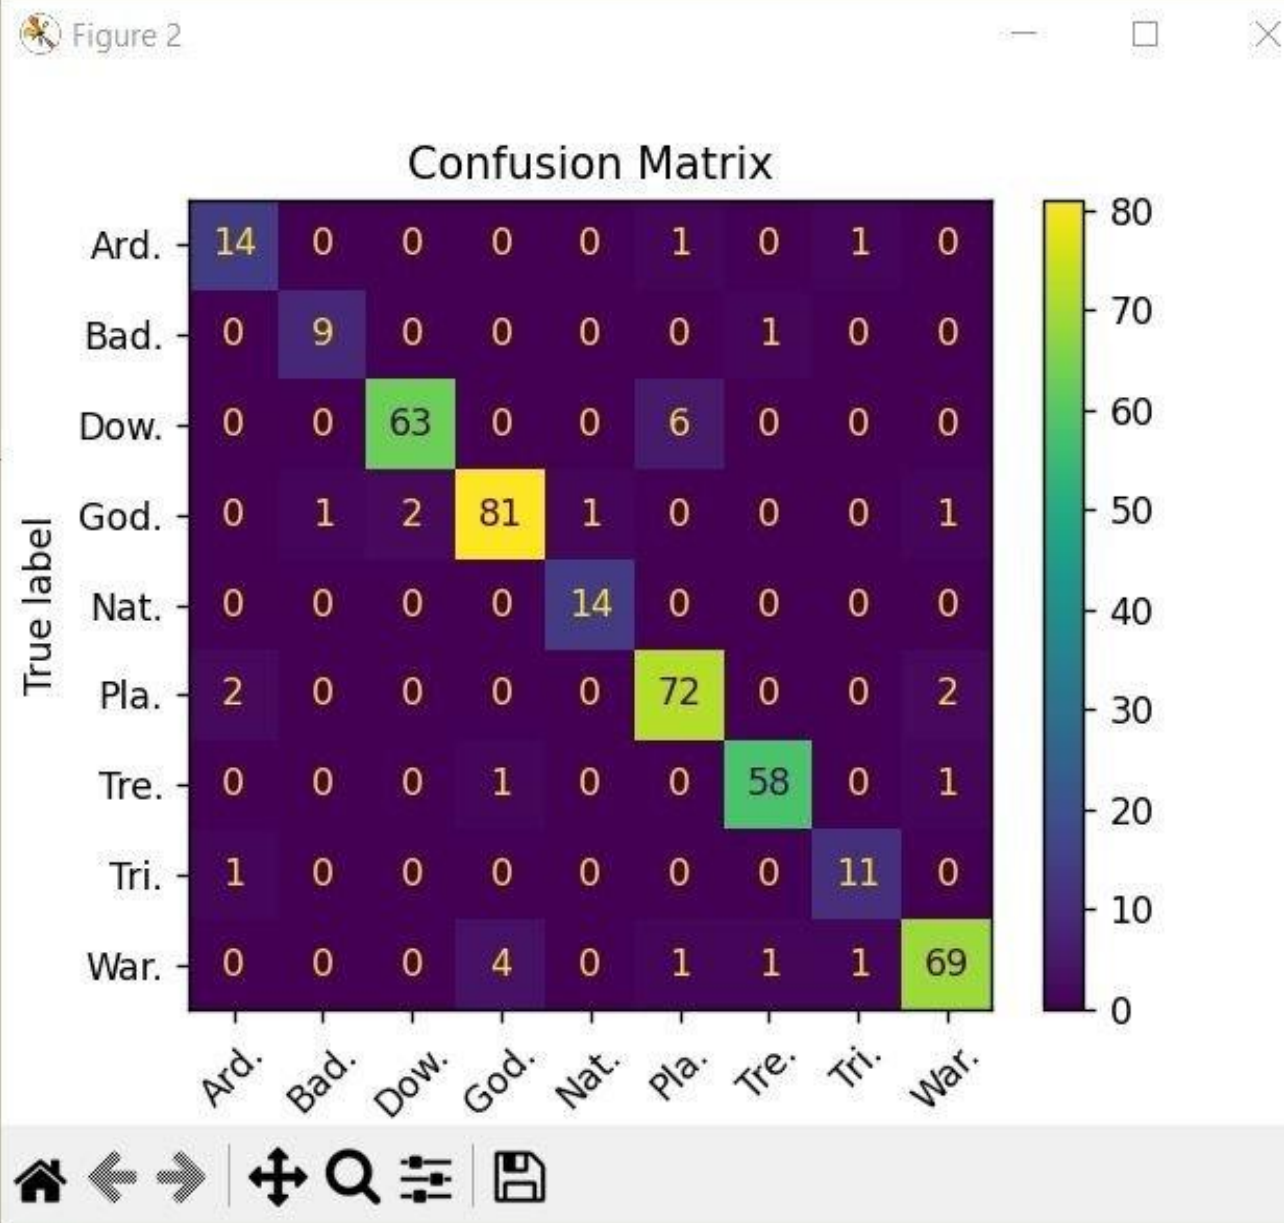 Figure 2
Confusion Matrix
True label
Ard. 14 0 0 0 0 1 0 1 0
Bad. 0 9 0 0 0 0 1 0 0
Dow. 0 0 63 0 0 6 0 0 0
God. 0 1 2 81 1 0 0 0 1
Nat. 0 0 0 0 14 0 0 0 0
Pla. 2 0 0 0 0 72 0 0 2
Tre. 0 0 0 1 0 0 58 0 1
Tri. 1 0 0 0 0 0 0 11 0
War. 0 0 0 4 0 1 1 1 69
Ard. Bad. Dow. God. Nat. Pla. Tre. Tri. War.
80
70
60
50
40
30
20
10
0